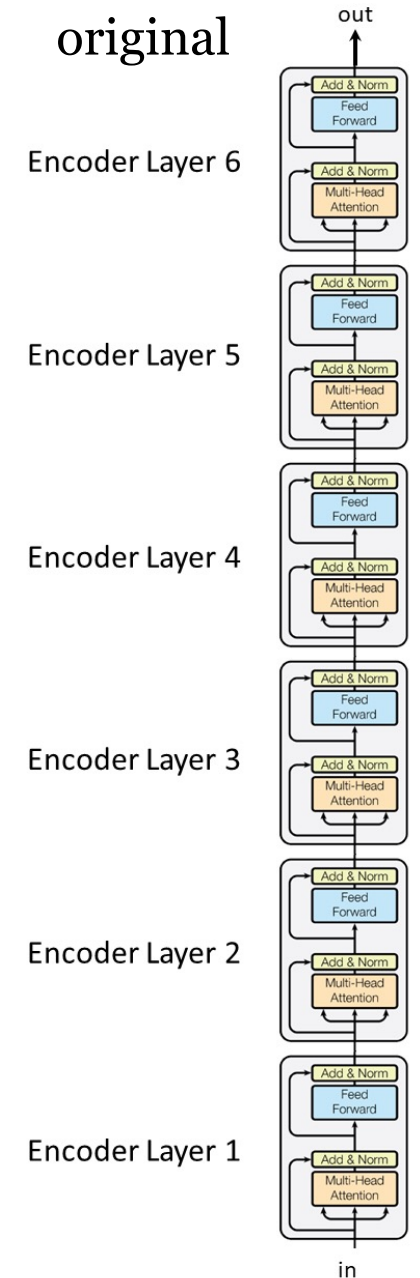 out
original
Add & Norm
Feed
Forward
Encoder Layer 6
Add & Norm
Multi-Head
Attention
Add & Norm
Feed
Forward
Encoder Layer 5
Add & Norm
Multi-Head
Attention
Add & Norm
Feed
Forward
Encoder Layer 4
Add & Norm
Multi-Head
Attention
Add & Norm
Feed
Forward
Encoder Layer 3
Add & Norm
Multi-Head
Attention
Add & Norm
Feed
Forward
Encoder Layer 2
Add & Norm
Multi-Head
Attention
Add & Norm
Feed
Forward
Encoder Layer 1
Add & Norm
Multi-Head
Attention
in